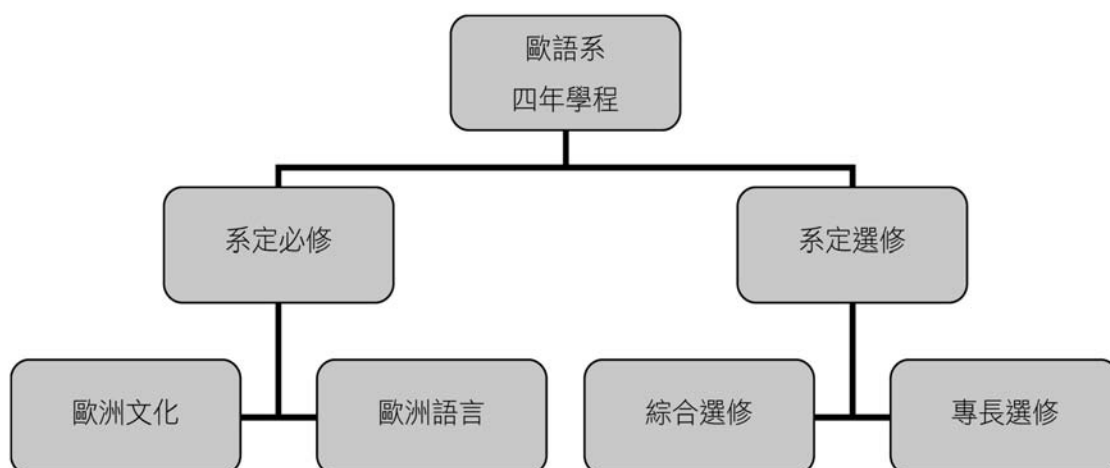 歐語系
四年學程
系定必修
系定選修
歐洲文化
歐洲語言
綜合選修
專長選修